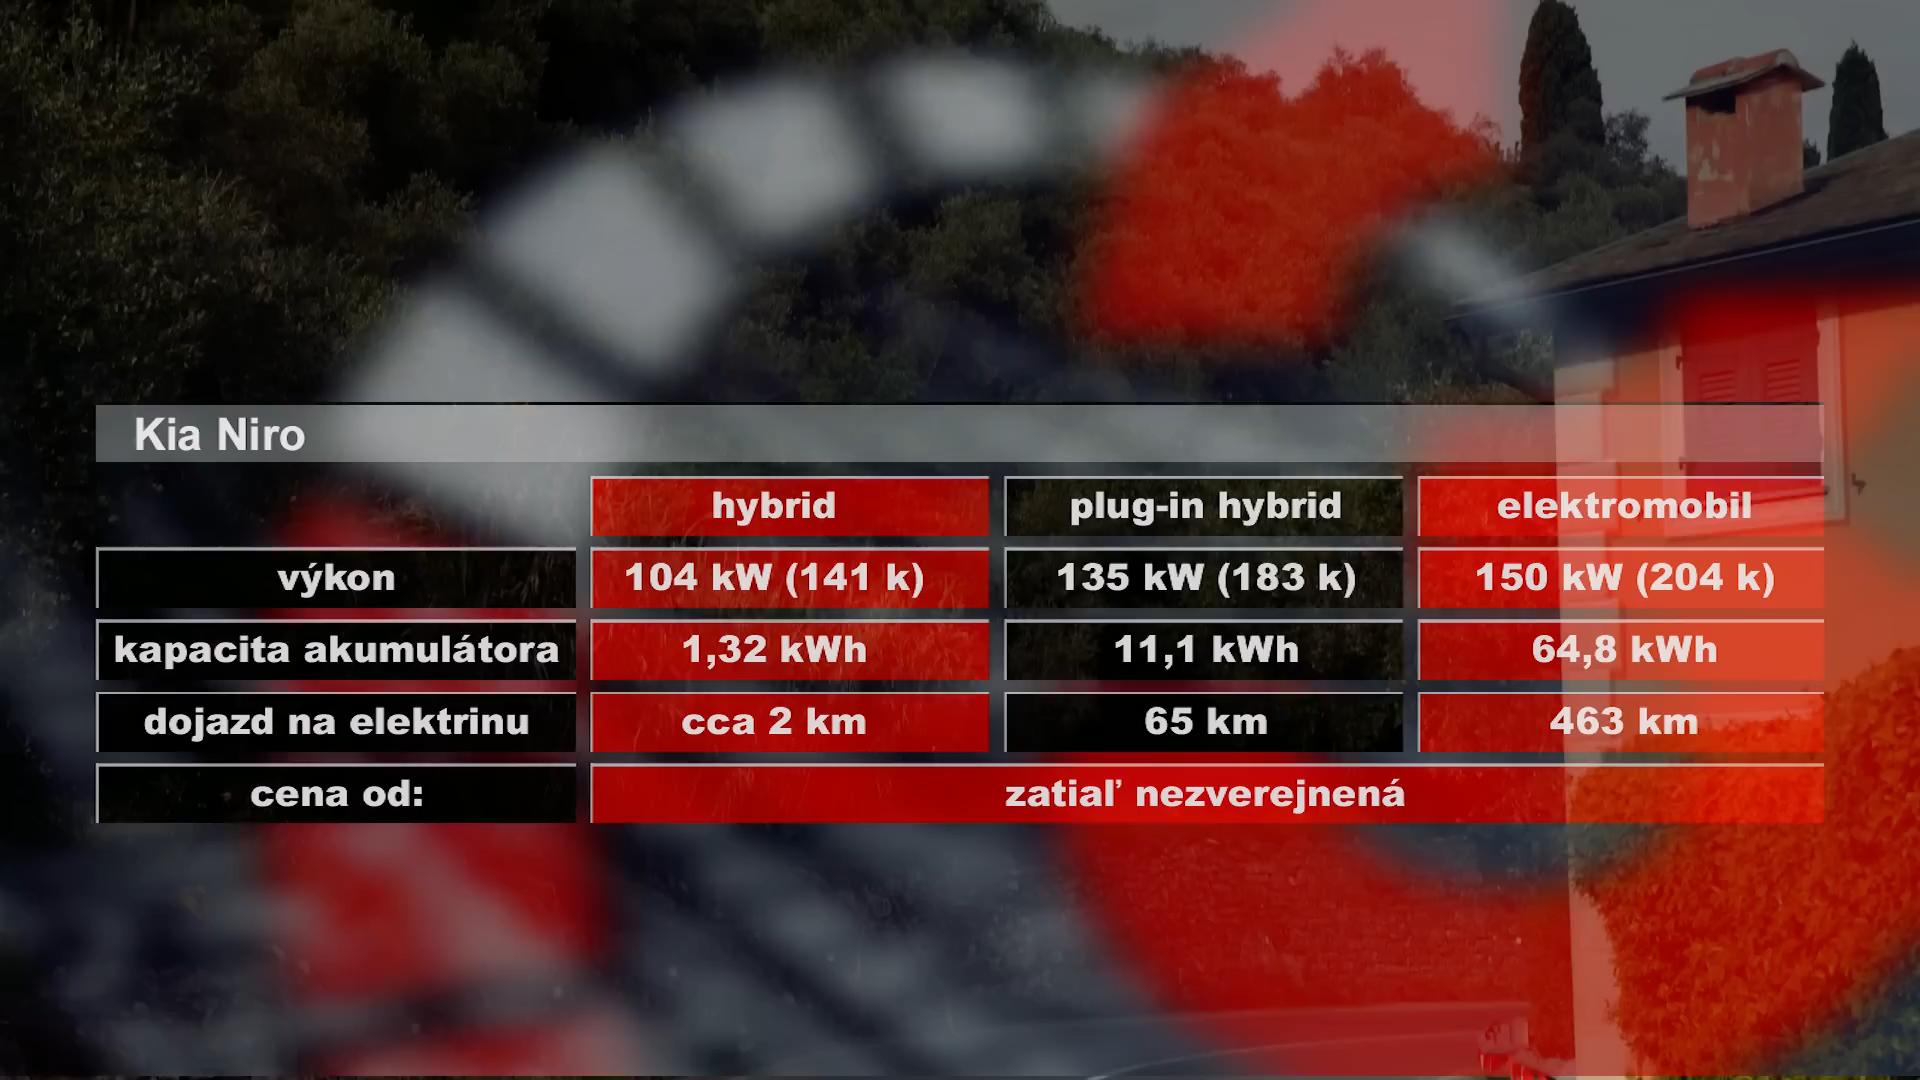 Kia Niro
hybrid plug-in hybrid elektromobil
výkon 104 kW (141 k) 135 kW (183 k) 150 kW (204 k)
kapacita akumulátora 1,32 kWh 11,1 kWh 64,8 kWh
dojazd na elektrinu cca 2 km 65 km 463 km
cena od: zatiaľ nezverejnená